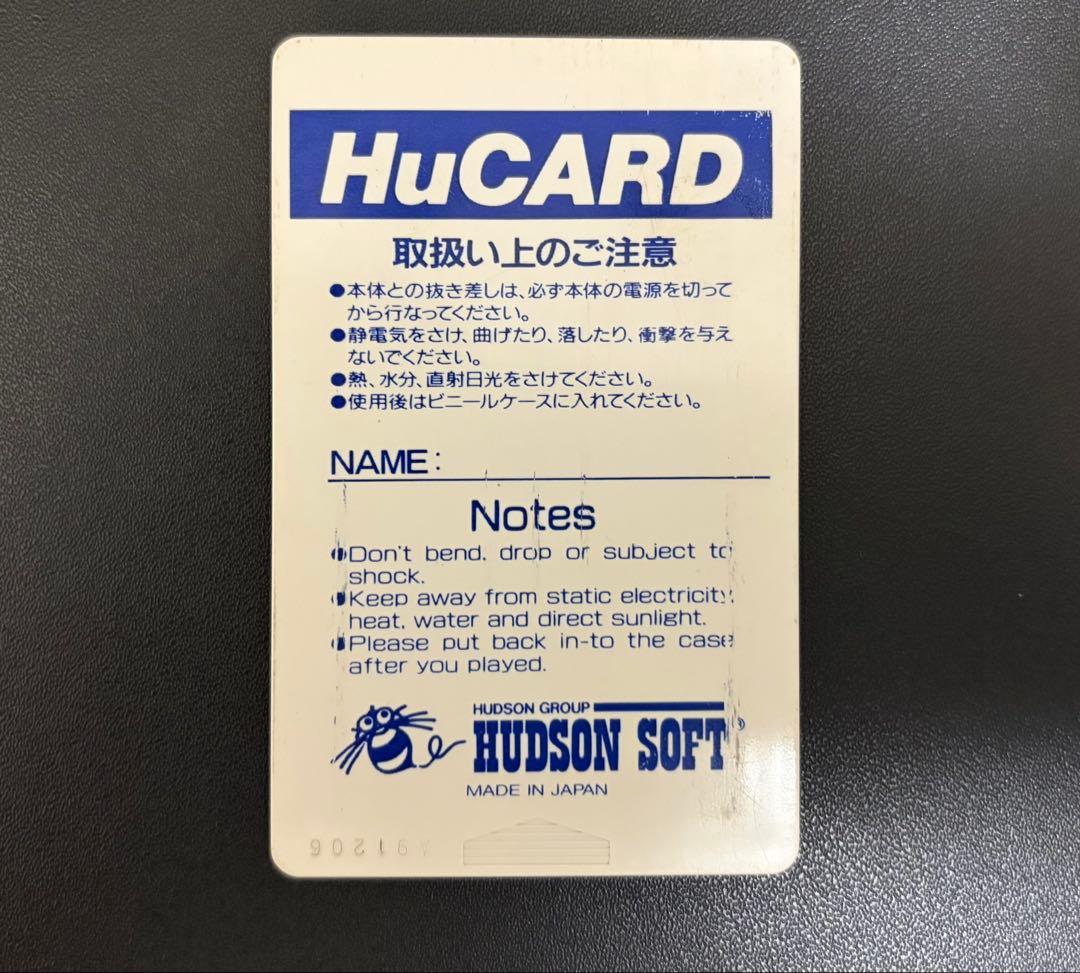 HuCARD
取扱い上のご注意
●本体との抜き差しは、必ず本体の電源を切って
から行なってください。
●静電気をさけ、曲げたり、落したり、衝撃を与え
ないでください。
●熱、水分、直射日光をさけてください。
●使用後はビニールケースに入れてください。
NAME:
Notes
●Don't bend, drop or subject to
shock.
●Keep away from static electricity,
heat, water and direct sunlight.
●Please put back in-to the case
after you played.
HUDSON GROUP
HUDSON SOFT®
MADE IN JAPAN
A91206